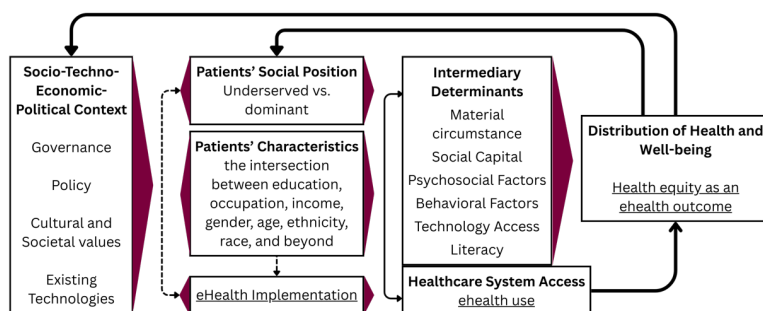 Socio-Techno-
Economic-
Political Context
Governance
Policy
Cultural and
Societal values
Existing
Technologies
Patients' Social Position
Underserved vs.
dominant
Patients' Characteristics
the intersection
between education,
occupation, income,
gender, age, ethnicity,
race, and beyond
eHealth Implementation
Intermediary
Determinants
Material
circumstance
Social Capital
Psychosocial Factors
Behavioral Factors
Technology Access
Literacy
Healthcare System Access
ehealth use
Distribution of Health and
Well-being
Health equity as an
ehealth outcome